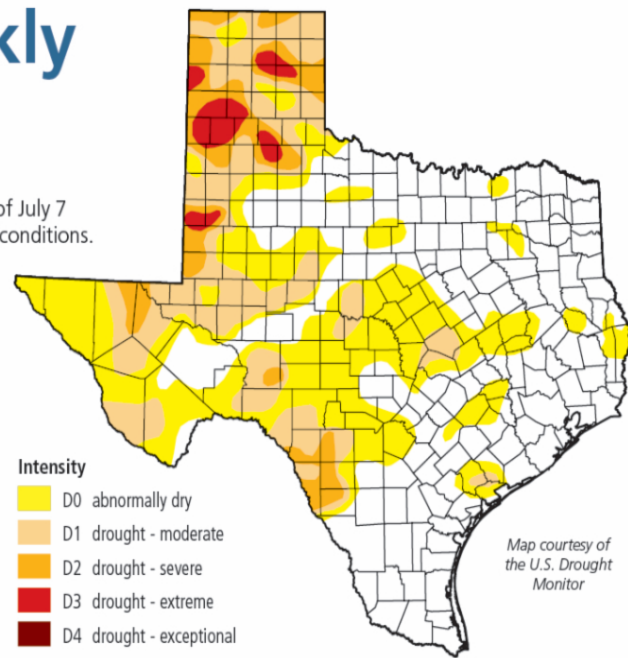 kly
of July 7
conditions.
Intensity
D0 abnormally dry
D1 drought - moderate
D2 drought - severe
D3 drought - extreme
D4 drought - exceptional
Map courtesy of
the U.S. Drought
Monitor